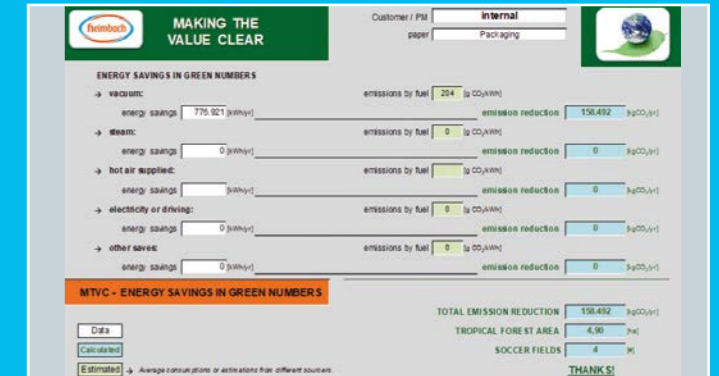 heimbach
MAKING THE
VALUE CLEAR
Customer / PM internal
paper Packaging
ENERGY SAVINGS IN GREEN NUMBERS
→ vacuum: emissions by fuel 204 [g CO₂/kWh]
energy savings 776.921 [kWh/yr] emission reduction 158.492 [kgCO₂/yr]
→ steam: emissions by fuel 0 [g CO₂/kWh]
energy savings 0 [kWh/yr] emission reduction 0 [kgCO₂/yr]
→ hot air supplied: emissions by fuel [g CO₂/kWh]
energy savings [kWh/yr] emission reduction 0 [kgCO₂/yr]
→ electricity or driving: emissions by fuel 0 [g CO₂/kWh]
energy savings 0 [kWh/yr] emission reduction 0 [kgCO₂/yr]
→ other saves: emissions by fuel 0 [g CO₂/kWh]
energy savings 0 [kWh/yr] emission reduction 0 [kgCO₂/yr]
MTVC - ENERGY SAVINGS IN GREEN NUMBERS
TOTAL EMISSION REDUCTION 158.492 [kgCO₂/yr]
Data TROPICAL FOREST AREA 4,90 [ha]
Calculated SOCCER FIELDS 4 [#]
Estimated → Average consumptions or estimations from different sources. THANKS!